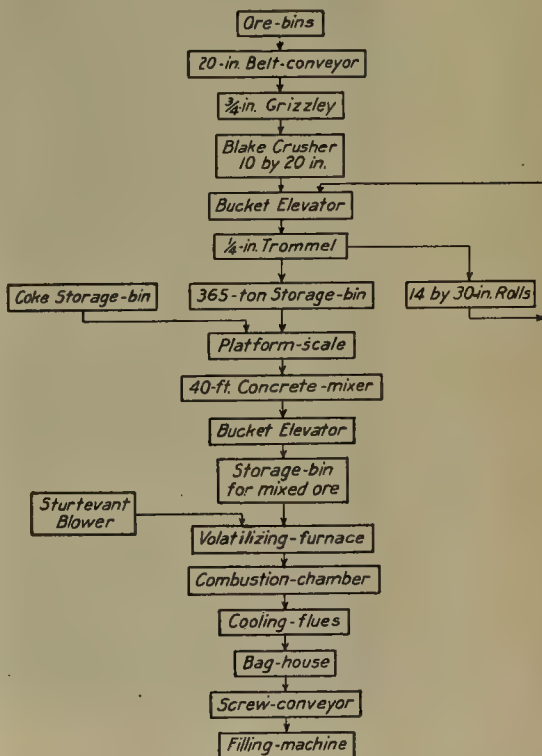 Ore-bins
20-in. Belt-conveyor
¾-in. Grizzley
Blake Crusher
10 by 20 in.
Bucket Elevator
¼-in. Trommel
Coke Storage-bin
365-ton Storage-bin
14 by 30-in. Rolls
Platform-scale
40-ft. Concrete-mixer
Bucket Elevator
Storage-bin
for mixed ore
Sturtevant
Blower
Volatilizing-furnace
Combustion-chamber
Cooling-flues
Bag-house
Screw-conveyor
Filling-machine